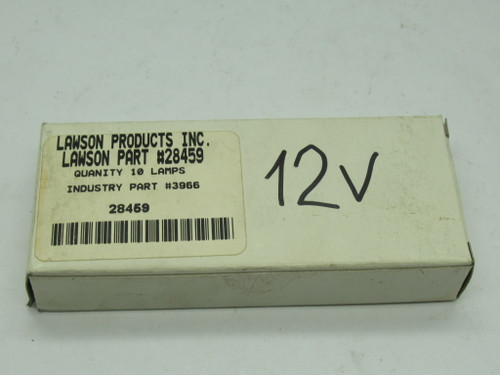 LAWSON PRODUCTS INC.
LAWSON PART #28459
QUANITY 10 LAMPS
INDUSTRY PART #3966
28459
12V